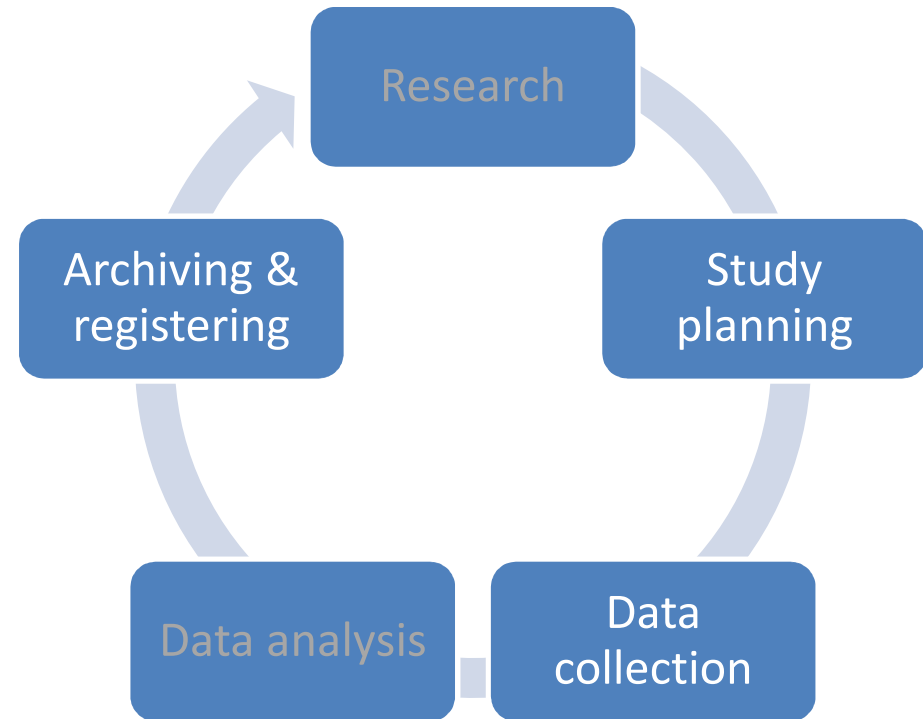 Research
Study
planning
Data
collection
Data analysis
Archiving &
registering